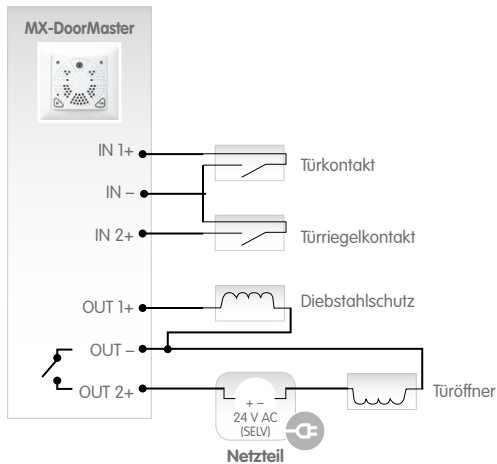 MX-DoorMaster
IN 1+
Türkontakt
IN –
IN 2+
Türriegelkontakt
OUT 1+
Diebstahlschutz
OUT –
OUT 2+
Türöffner
+ –
24 V AC
(SELV)
Netzteil